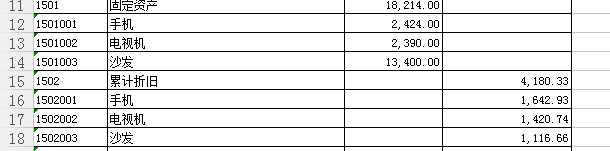 11 1501 固定资产 18,214.00
12 1501001 手机 2,424.00
13 1501002 电视机 2,390.00
14 1501003 沙发 13,400.00
15 1502 累计折旧 4,180.33
16 1502001 手机 1,642.93
17 1502002 电视机 1,420.74
18 1502003 沙发 1,116.66